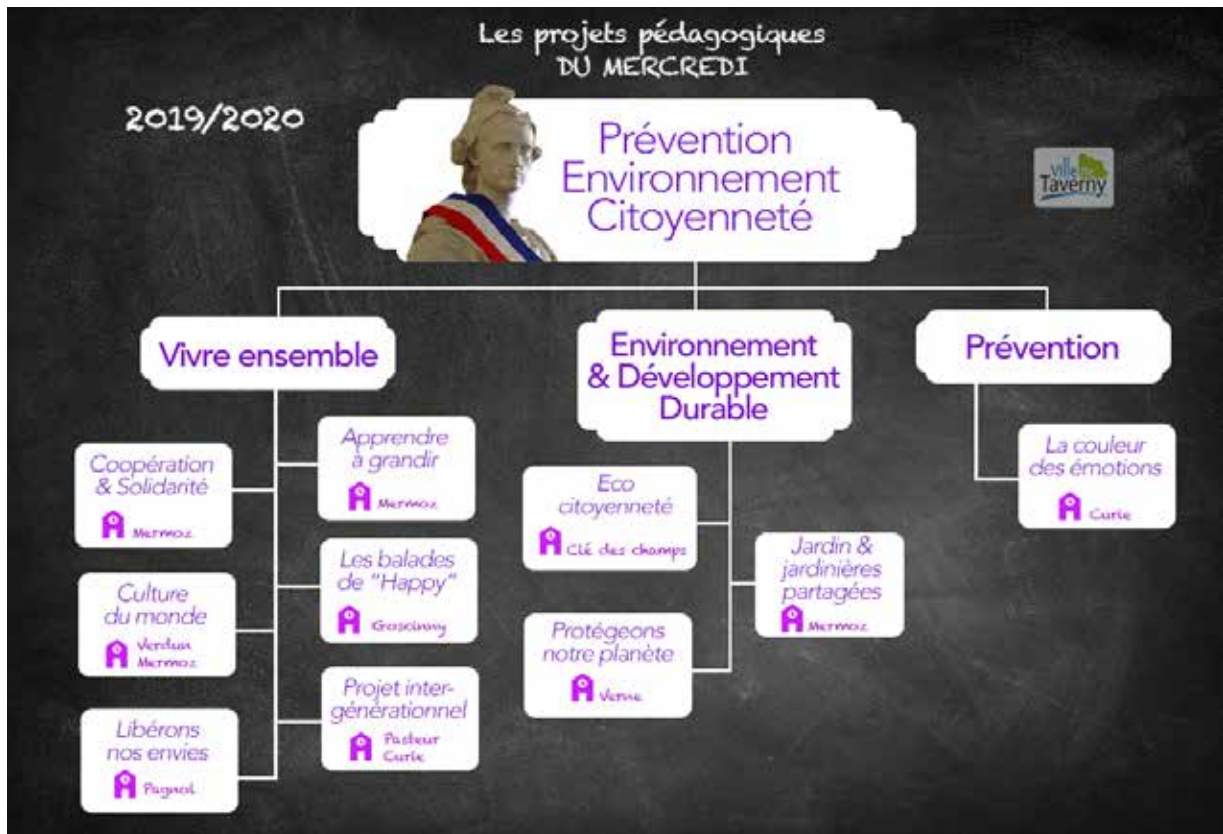 Les projets pédagogiques
DU MERCREDI
2019/2020
Prévention
Environnement
Citoyenneté
Ville
Taverny
Vivre ensemble
Coopération
& Solidarité
Mermoz
Apprendre
à grandir
Mermoz
Culture
du monde
Verdun
Mermoz
Les balades
de "Happy"
Goscinny
Libérons
nos envies
Pagnol
Projet inter-
générationnel
Pasteur
Curie
Environnement
& Développement
Durable
Eco
citoyenneté
Clé des champs
Jardin &
jardinières
partagées
Mermoz
Protégeons
notre planète
Verne
Prévention
La couleur
des émotions
Curie